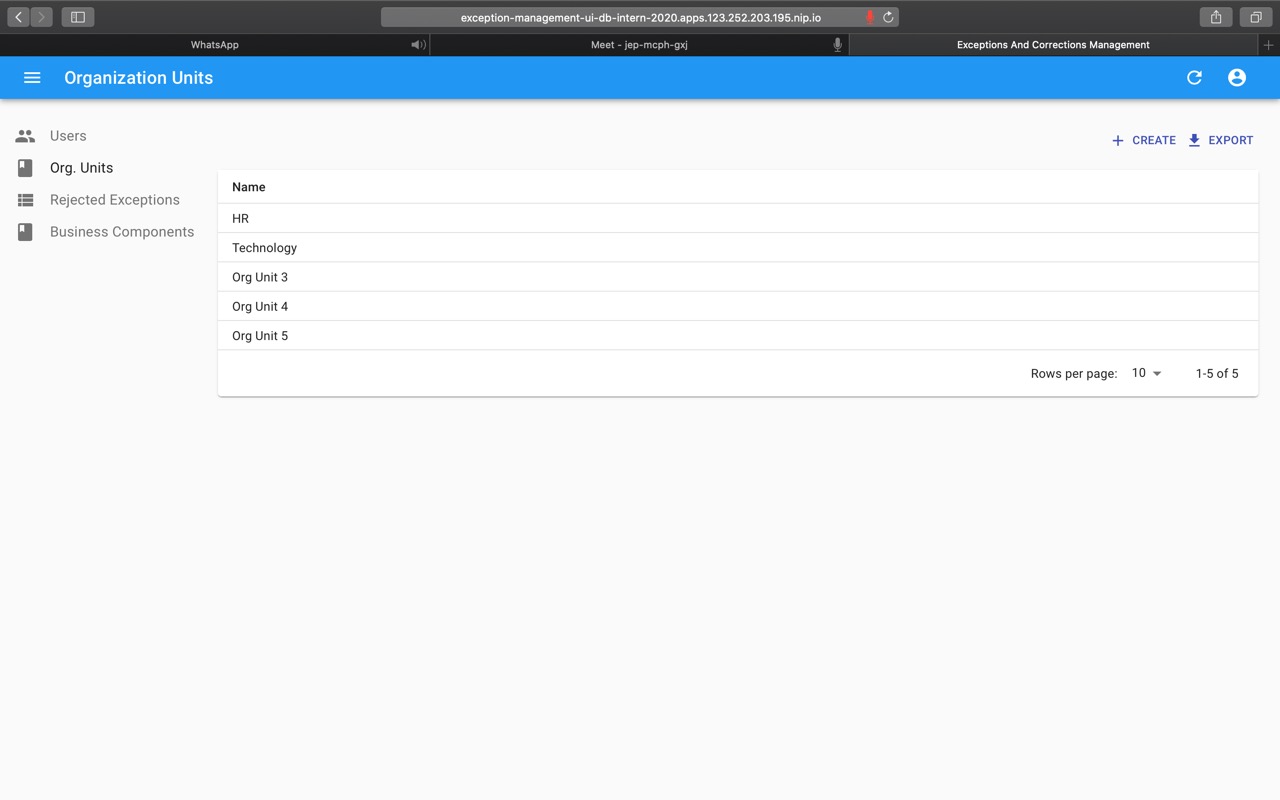 exception-management-ui-db-intern-2020.apps.123.252.203.195.nip.io
WhatsApp
Meet - jep-mcph-gxj
Exceptions And Corrections Management
Organization Units
Users
Org. Units
Rejected Exceptions
Business Components
CREATE
EXPORT
Name
HR
Technology
Org Unit 3
Org Unit 4
Org Unit 5
Rows per page: 10 1-5 of 5